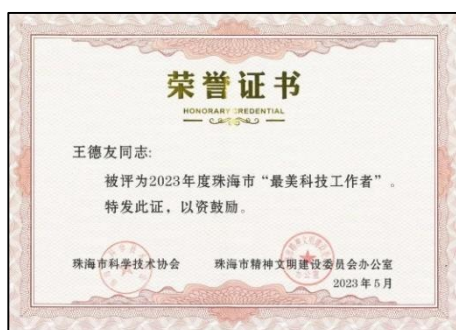 荣誉证书
HONORARY CREDENTIAL
王德友同志:
被评为2023年度珠海市“最美科技工作者”。
特发此证，以资鼓励。
珠海市科学技术协会 珠海市精神文明建设委员会办公室
2023年5月